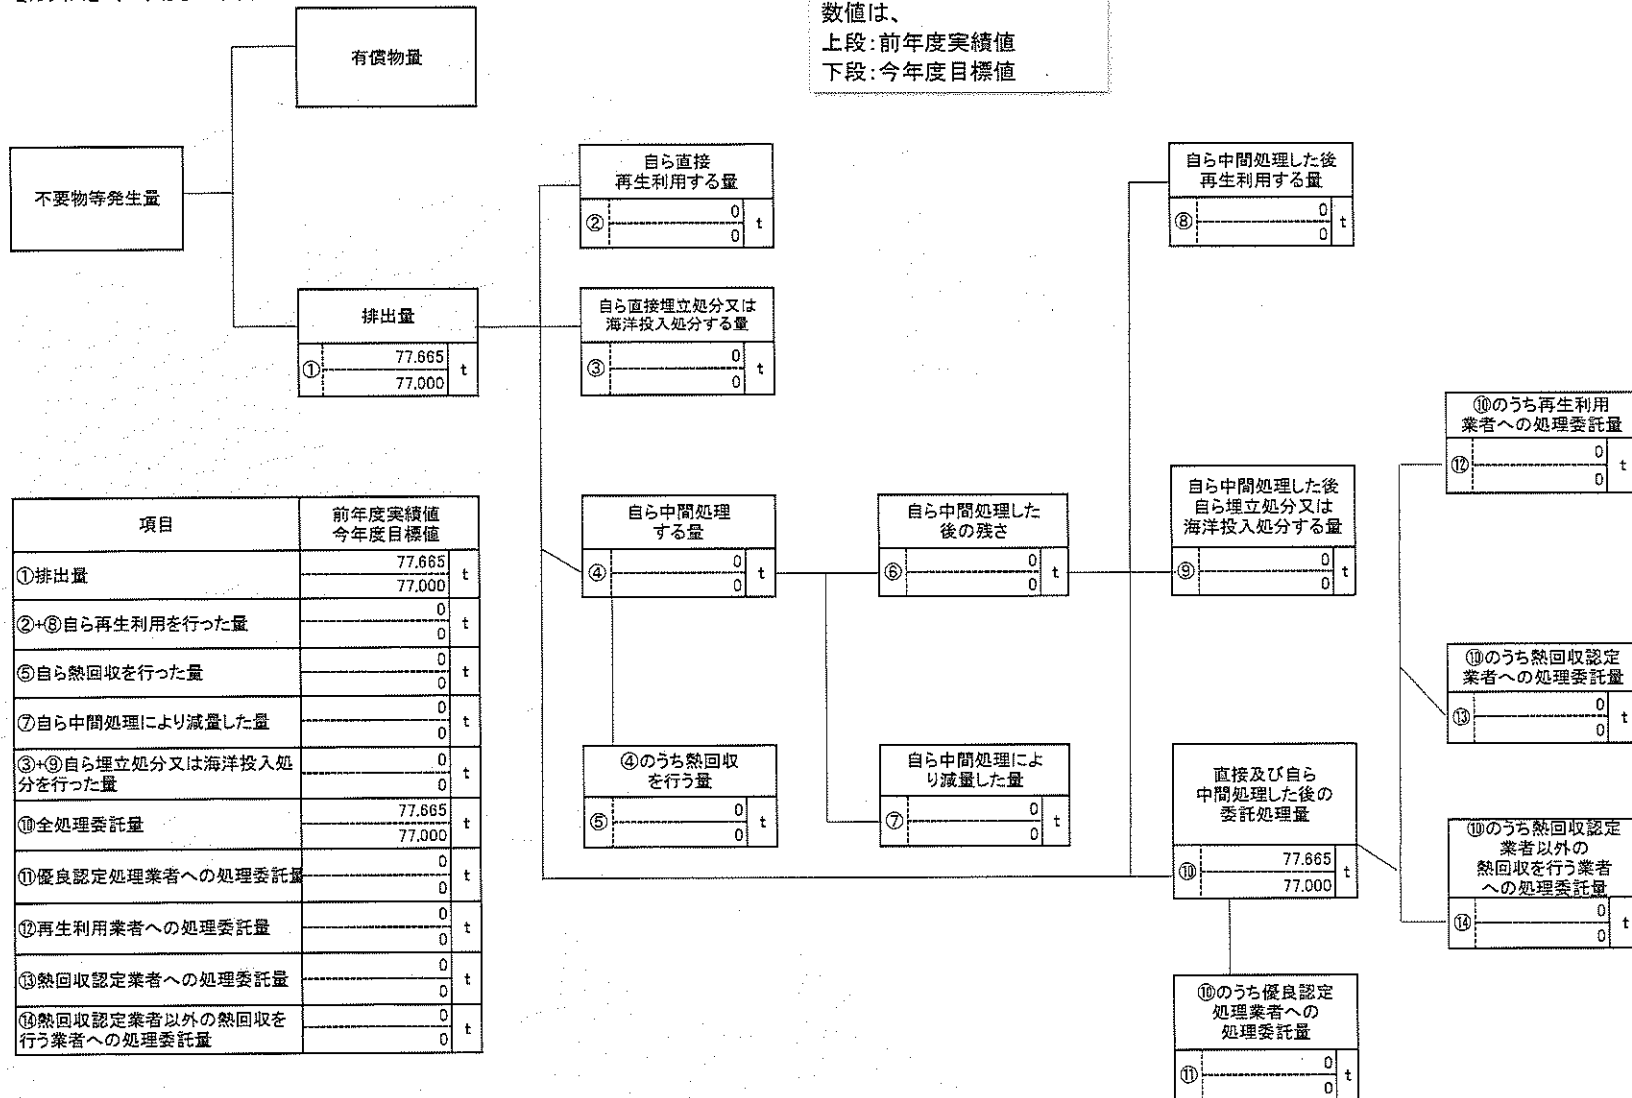 数値は、
上段:前年度実績値
下段:今年度目標値
有償物量
不要物等発生量
排出量
①
77.665
77.000
t
自ら直接
再生利用する量
②
0
0
t
自ら直接埋立処分又は
海洋投入処分する量
③
0
0
t
自ら中間処理
する量
④
0
0
t
④のうち熱回収
を行う量
⑤
0
0
t
自ら中間処理した
後の残さ
⑥
0
0
t
自ら中間処理によ
り減量した量
⑦
0
0
t
自ら中間処理した後
再生利用する量
⑧
0
0
t
自ら中間処理した後
自ら埋立処分又は
海洋投入処分する量
⑨
0
0
t
直接及び自ら
中間処理した後の
委託処理量
⑩
77.665
77.000
t
⑩のうち優良認定
処理業者への
処理委託量
⑪
0
0
t
⑩のうち再生利用
業者への処理委託量
⑫
0
0
t
⑩のうち熱回収認定
業者への処理委託量
⑬
0
0
t
⑩のうち熱回収認定
業者以外の
熱回収を行う業者
への処理委託量
⑭
0
0
t
項目
前年度実績値
今年度目標値
①排出量
77.665
77.000
t
②+⑧自ら再生利用を行った量
0
0
t
⑤自ら熱回収を行った量
0
0
t
⑦自ら中間処理により減量した量
0
0
t
③+⑨自ら埋立処分又は海洋投入処
分を行った量
0
0
t
⑩全処理委託量
77.665
77.000
t
⑪優良認定処理業者への処理委託量
0
0
t
⑫再生利用業者への処理委託量
0
0
t
⑬熱回収認定業者への処理委託量
0
0
t
⑭熱回収認定業者以外の熱回収を
行う業者への処理委託量
0
0
t